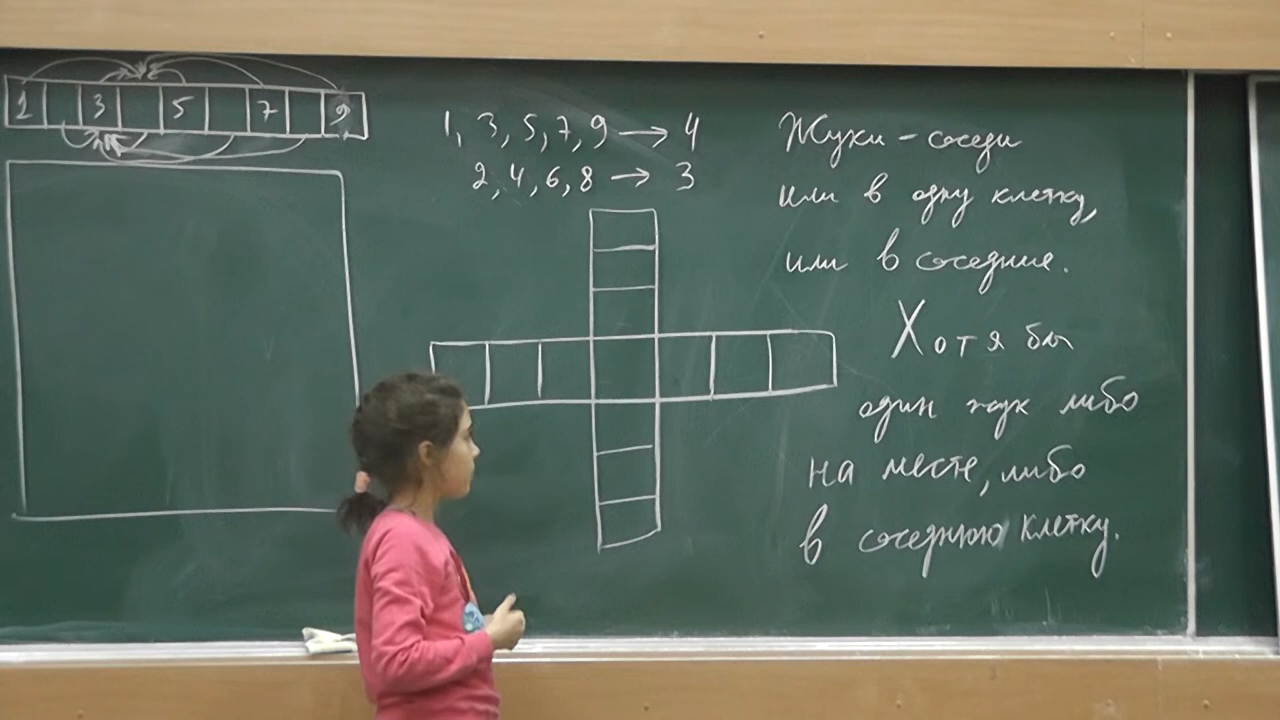 1 3 5 7 9
1, 3, 5, 7, 9 → 4
2, 4, 6, 8 → 3
Жуки – соседи
или в одну клетку,
или в соседние.
Хотя бы
один жук либо
на месте, либо
в соседнюю клетку.